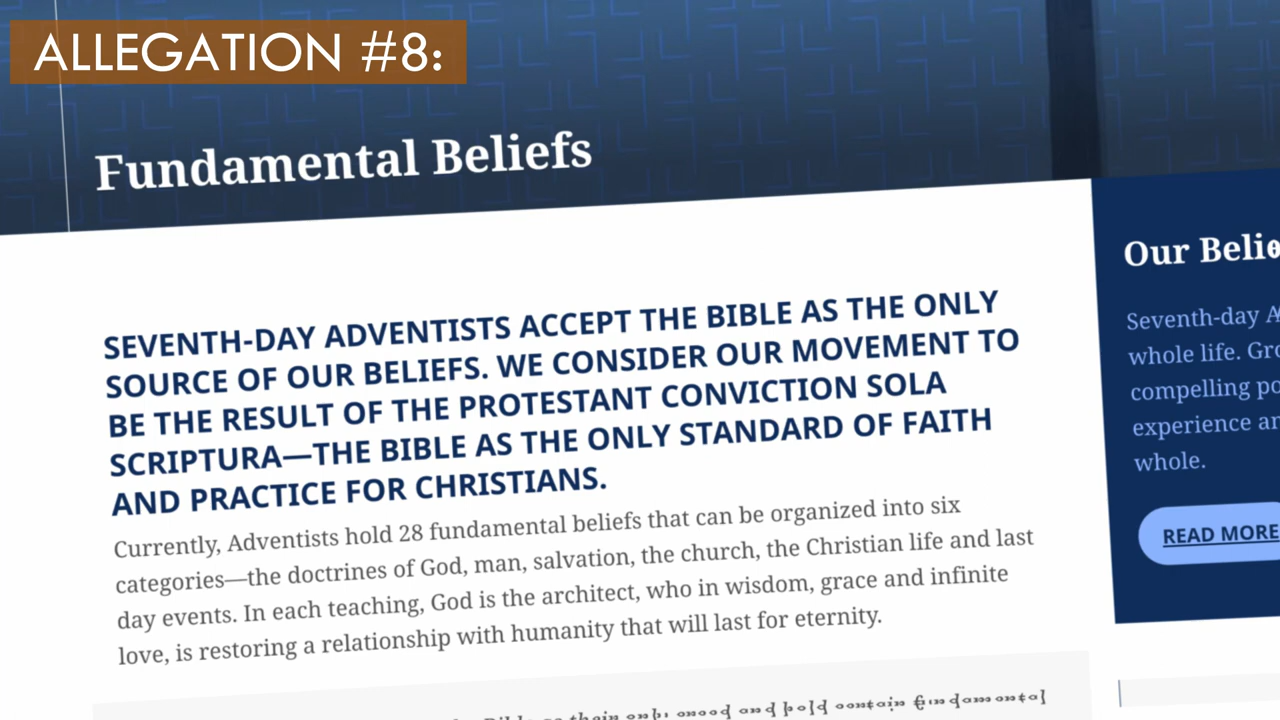 ALLEGATION #8:
Fundamental Beliefs
SEVENTH-DAY ADVENTISTS ACCEPT THE BIBLE AS THE ONLY
SOURCE OF OUR BELIEFS. WE CONSIDER OUR MOVEMENT TO
BE THE RESULT OF THE PROTESTANT CONVICTION SOLA
SCRIPTURA—THE BIBLE AS THE ONLY STANDARD OF FAITH
AND PRACTICE FOR CHRISTIANS.
Currently, Adventists hold 28 fundamental beliefs that can be organized into six
categories—the doctrines of God, man, salvation, the church, the Christian life and last
day events. In each teaching, God is the architect, who in wisdom, grace and infinite
love, is restoring a relationship with humanity that will last for eternity.
Our
Seventh-day
whole life.
compelling
experience
whole.
READ MORE